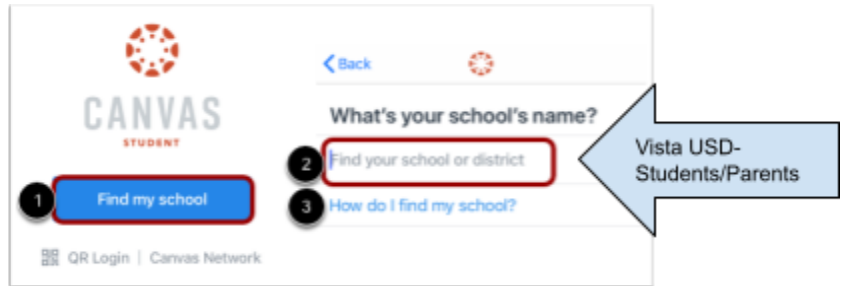 CANVAS
STUDENT
1
Find my school
QR Login | Canvas Network
Back
What's your school's name?
2
Find your school or district
3
How do I find my school?
Vista USD-
Students/Parents